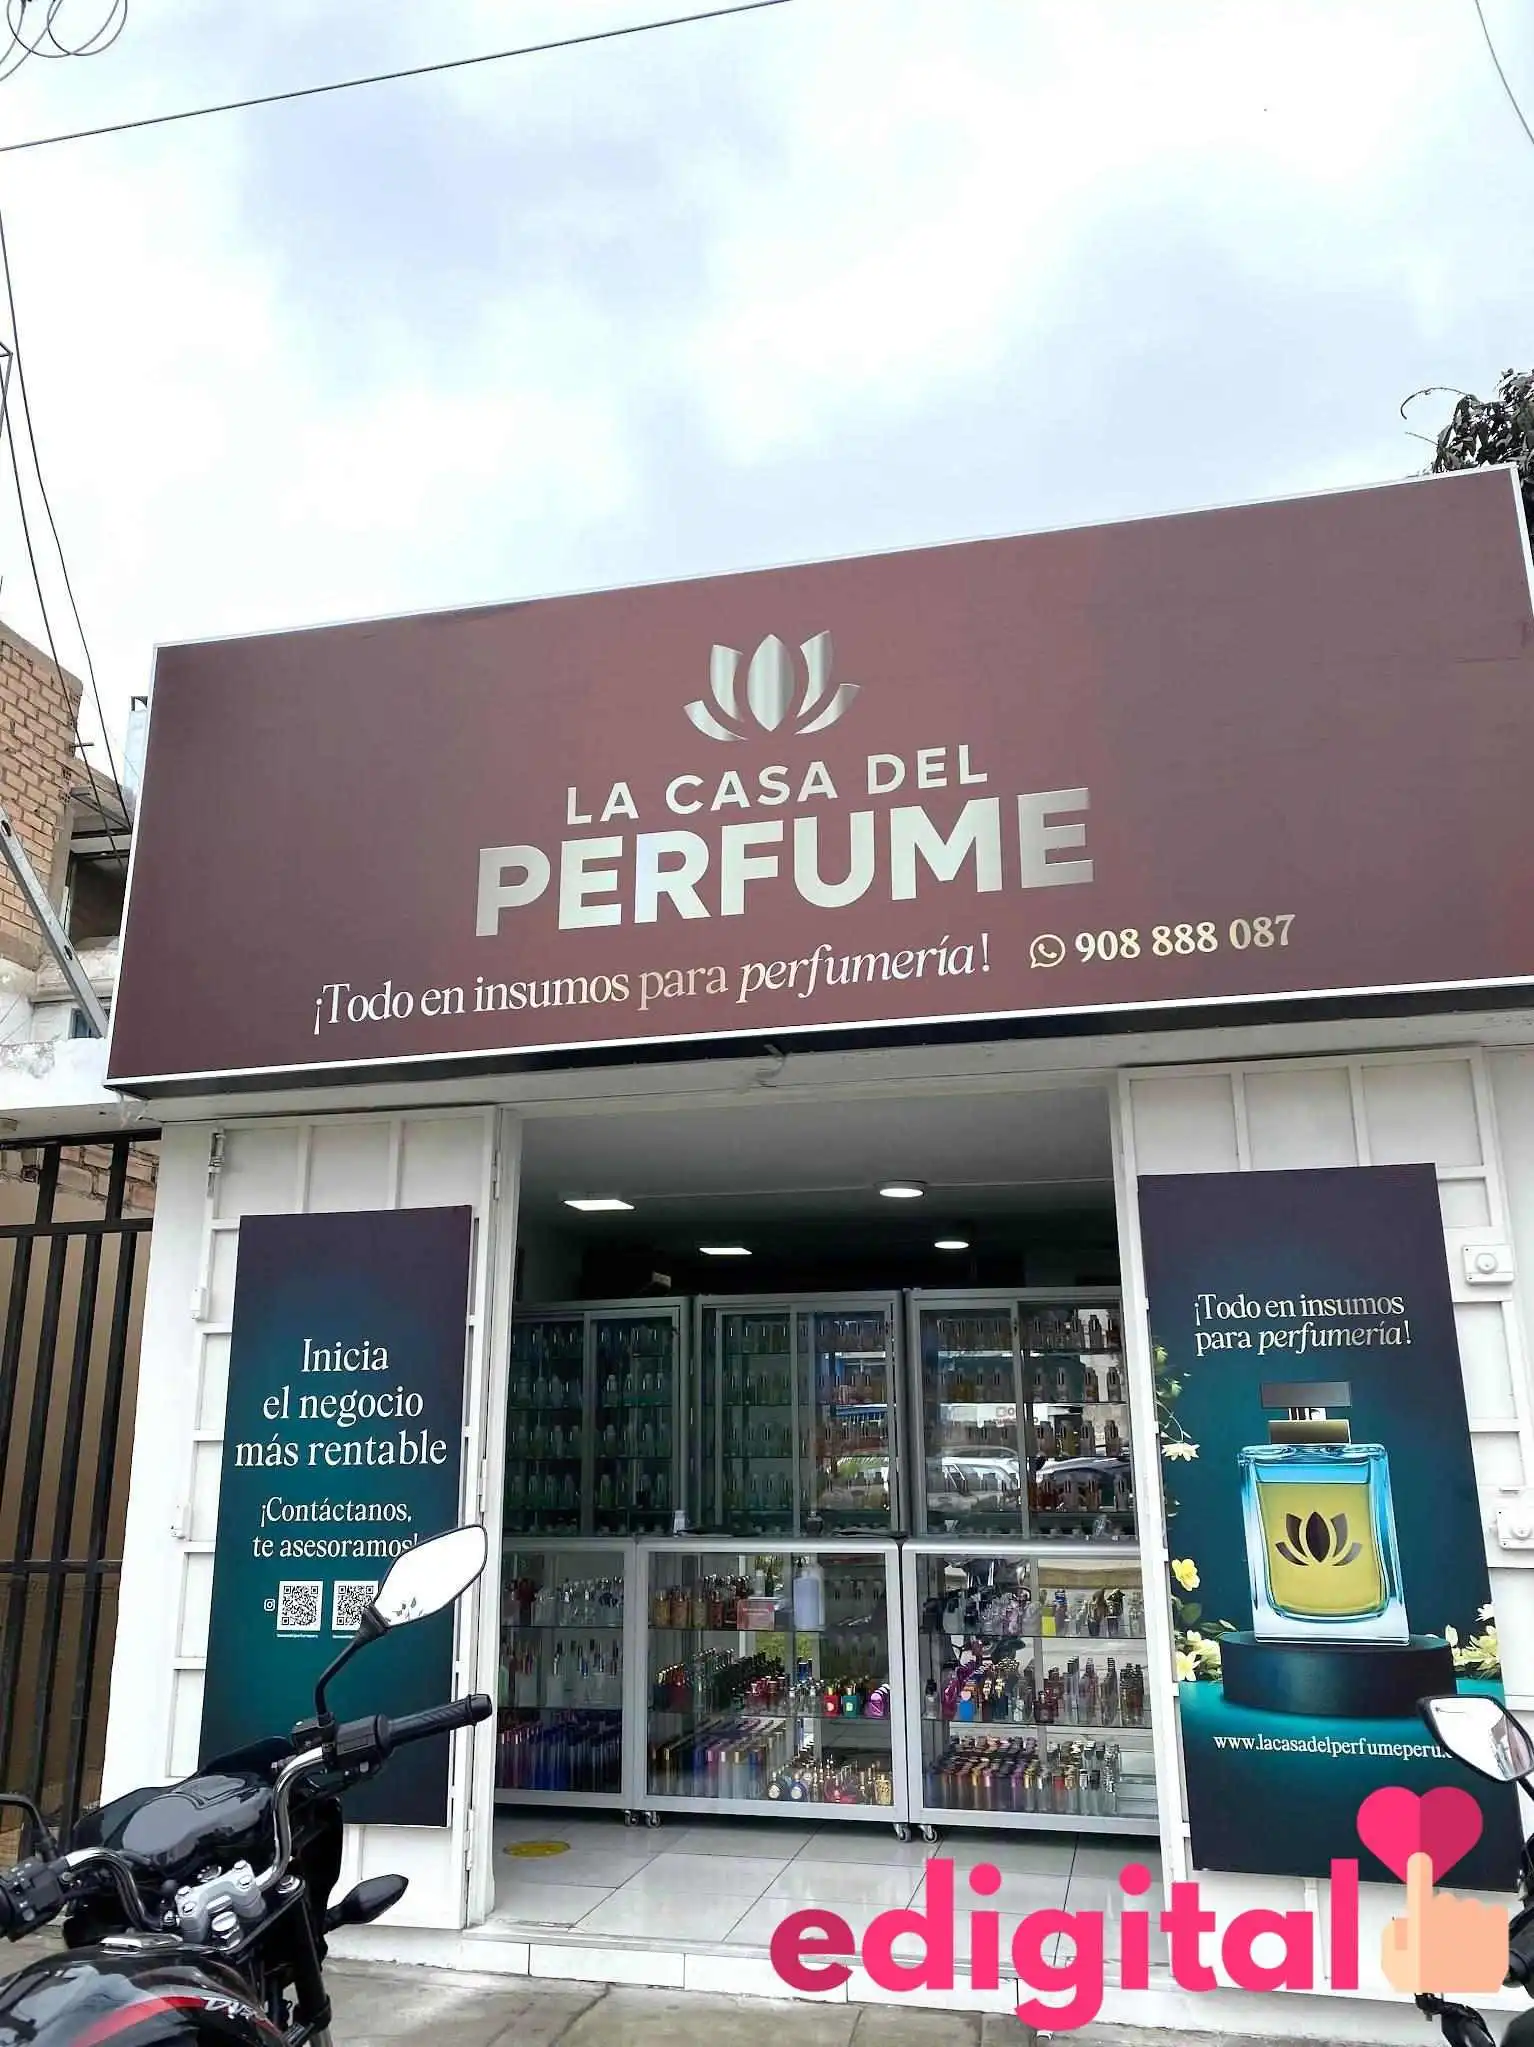 LA CASA DEL
PERFUME
¡Todo en insumos para perfumería!
908 888 087
Inicia
el negocio
más rentable
¡Contáctanos,
te asesoramos!
¡Todo en insumos
para perfumería!
www.lacasadelperfumeperu.
edigital